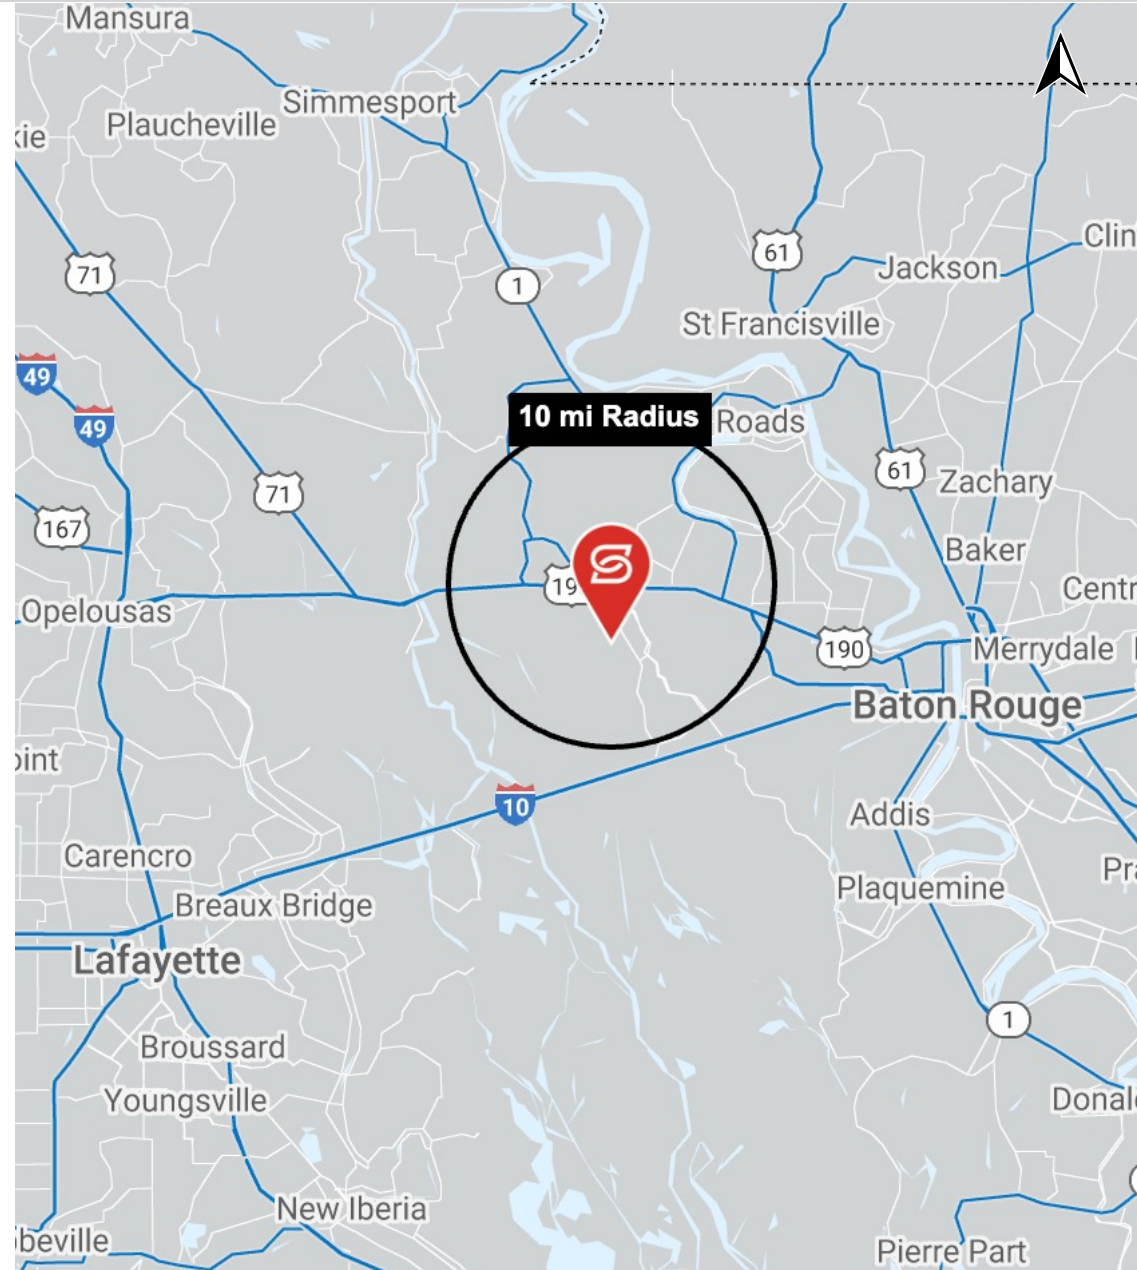 Mansura
Simmesport
Plaucheville
kie
61
Clin
71
Jackson
1
St Francisville
49
49
10 mi Radius
Roads
61
71
Zachary
167
Baker
19
Centr
Opelousas
190
Merrydale
Baton Rouge
oint
10
Addis
Carencro
Pra
Plaquemine
Breaux Bridge
Lafayette
1
Broussard
Youngsville
Donal
New Iberia
beville
Pierre Part